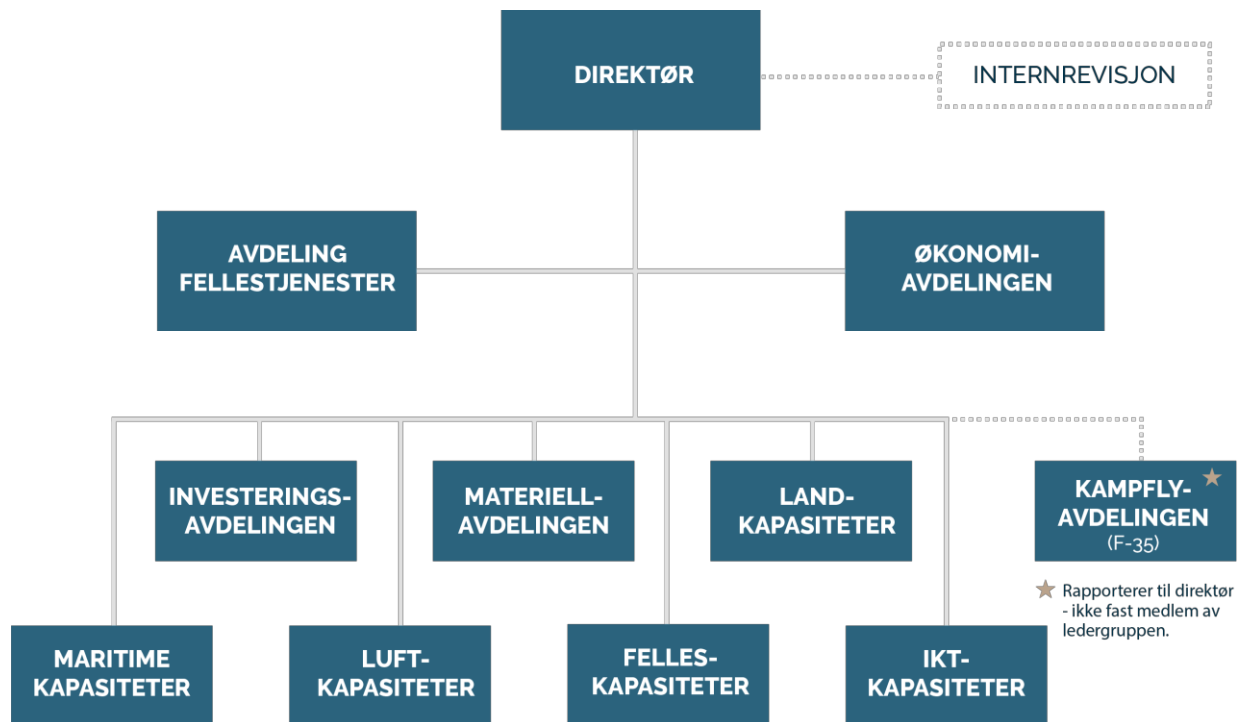 DIREKTØR
INTERNREVISJON
AVDELING
FELLESTJENESTER
ØKONOMI-
AVDELINGEN
INVESTERINGS-
AVDELINGEN
MATERIELL-
AVDELINGEN
LAND-
KAPASITETER
KAMPFLY-
AVDELINGEN
(F-35)
Rapporterer til direktør
- ikke fast medlem av
ledergruppen.
MARITIME
KAPASITETER
LUFT-
KAPASITETER
FELLES-
KAPASITETER
IKT-
KAPASITETER